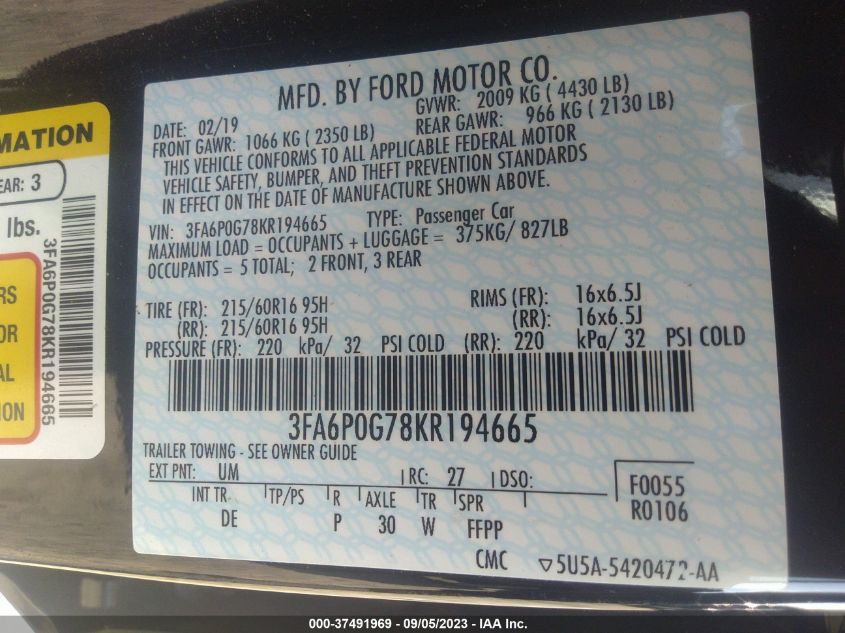 MATION
EAR: 3
lbs.
3FA6P0G78KR194665
RS
OR
AL
ION
MFD. BY FORD MOTOR CO.
DATE: 02/19 GVWR: 2009 KG ( 4430 LB)
FRONT GAWR: 1066 KG ( 2350 LB) REAR GAWR: 966 KG ( 2130 LB)
THIS VEHICLE CONFORMS TO ALL APPLICABLE FEDERAL MOTOR
VEHICLE SAFETY, BUMPER, AND THEFT PREVENTION STANDARDS
IN EFFECT ON THE DATE OF MANUFACTURE SHOWN ABOVE.
VIN: 3FA6P0G78KR194665 TYPE: Passenger Car
MAXIMUM LOAD = OCCUPANTS + LUGGAGE = 375KG/ 827LB
OCCUPANTS = 5 TOTAL; 2 FRONT, 3 REAR
TIRE (FR): 215/60R16 95H RIMS (FR): 16x6.5J
(RR): 215/60R16 95H (RR): 16x6.5J
PRESSURE (FR): 220 kPa/ 32 PSI COLD (RR): 220 kPa/ 32 PSI COLD
3FA6P0G78KR194665
TRAILER TOWING - SEE OWNER GUIDE
EXT PNT: UM RC: 27 DSO: F0055
INT TR TP/PS R AXLE TR SPR R0106
DE P 30 W FFPP
CMC ▽5U5A-5420472-AA
000-37491969 - 09/05/2023 - IAA Inc.